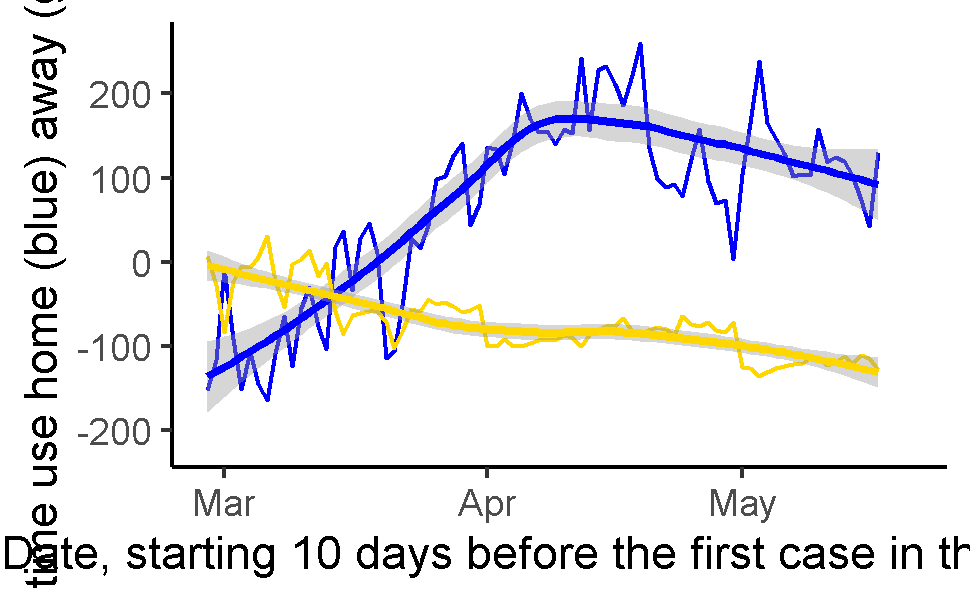 time use home (blue) away (
200
100
0
-100
-200
Mar Apr May
Date, starting 10 days before the first case in th